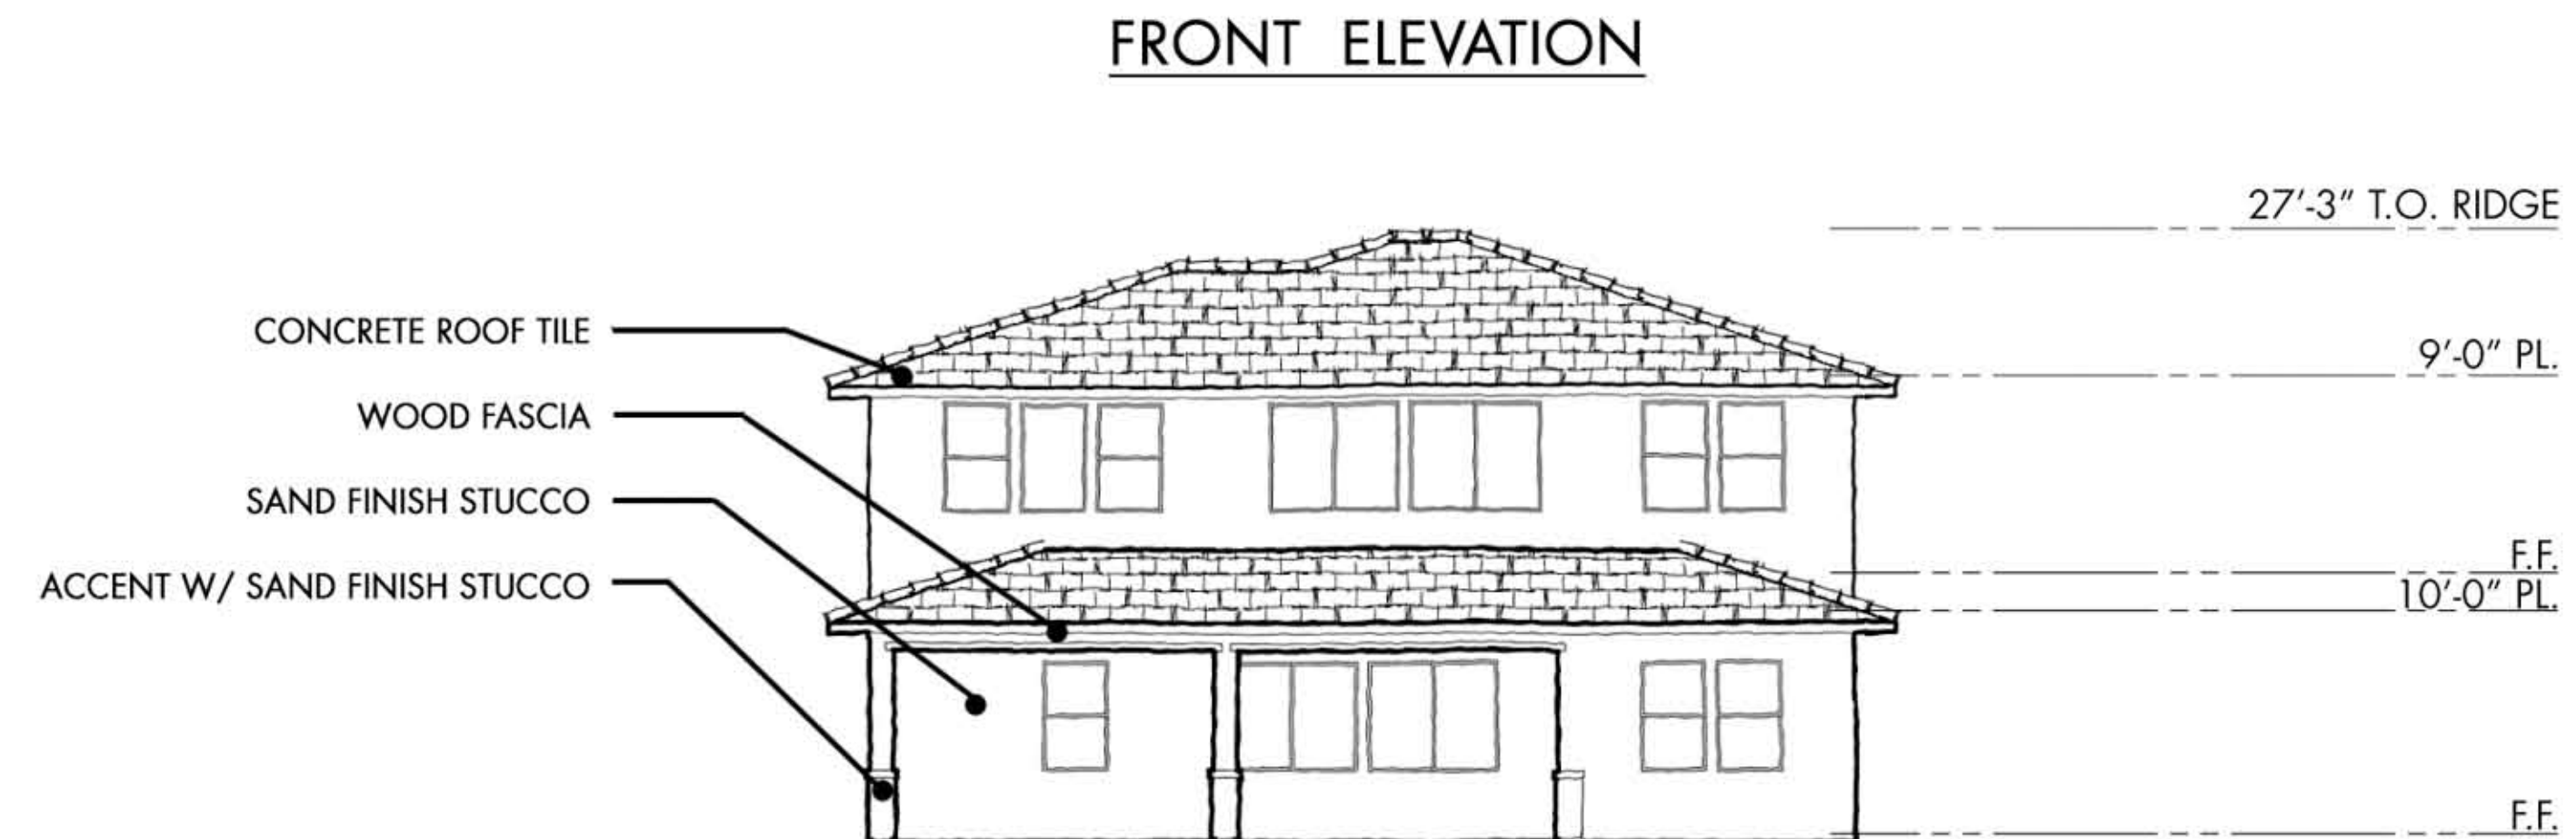 FRONT ELEVATION
27'-3" T.O. RIDGE
CONCRETE ROOF TILE
9'-0" PL.
WOOD FASCIA
SAND FINISH STUCCO
F.F.
ACCENT W/ SAND FINISH STUCCO
10'-0" PL.
F.F.